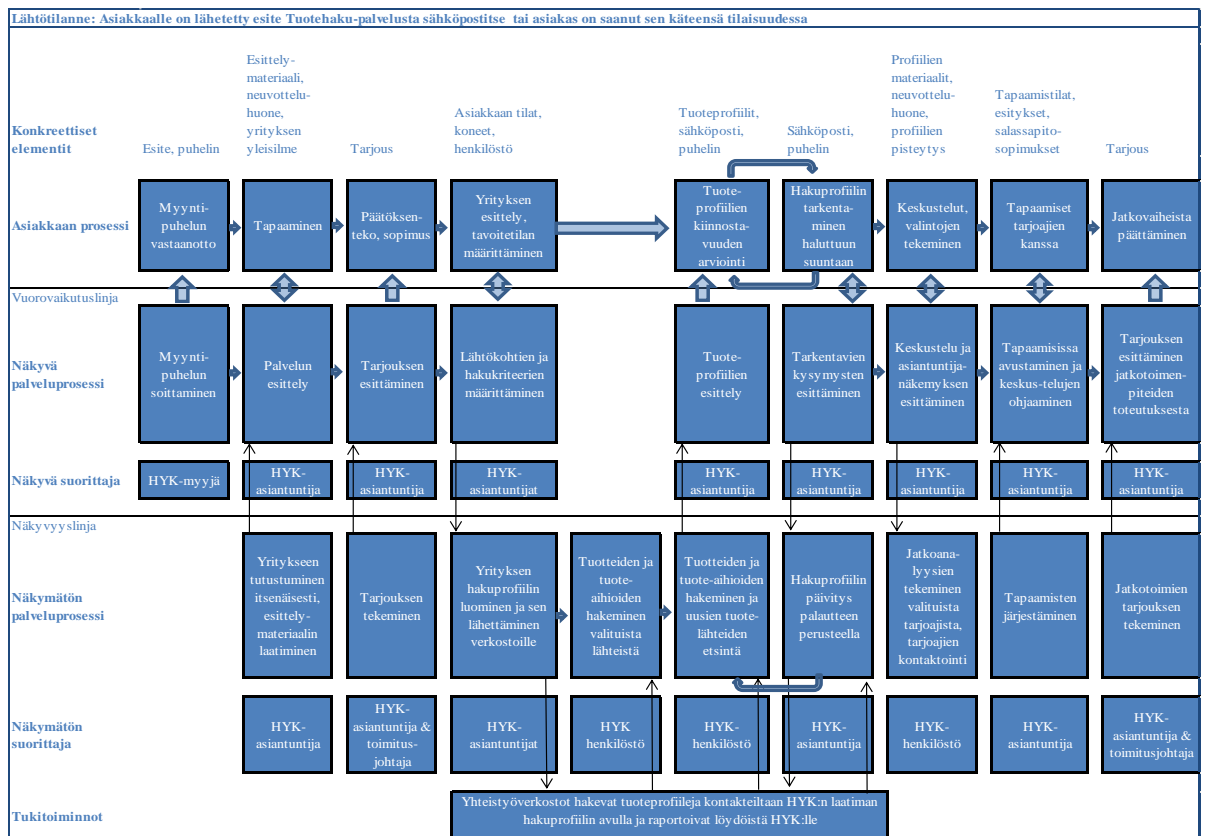 Lähtötilanne: Asiakkaalle on lähetetty esite Tuotehaku-palvelusta sähköpostitse tai asiakas on saanut sen käteensä tilaisuudessa
Konkreettiset
elementit
Esite, puhelin
Esittely-
materiaali,
neuvottelu-
huone,
yrityksen
yleisilme
Tarjous
Asiakkaan tilat,
koneet,
henkilöstö
Tuoteprofiilit,
sähköposti,
puhelin
Sähköposti,
puhelin
Profiilien
materiaalit,
neuvottelu-
huone,
profiilien
pisteytys
Tapaamistilat,
esitykset,
salassapito-
sopimukset
Tarjous
Asiakkaan prosessi
Myynti-
puhelun
vastaanotto
Tapaaminen
Päätöksen-
teko, sopimus
Yrityksen
esittely,
tavoitetilan
määrittäminen
Tuote-
profiilien
kiinnosta-
vuuden
arviointi
Hakuprofiilin
tarkenta-
minen
haluttuun
suuntaan
Keskustelut,
valintojen
tekeminen
Tapaamiset
tarjoajien
kanssa
Jatkovaiheista
päättäminen
Vuorovaikutuslinja
Näkyvä
palveluprosessi
Myynti-
puhelun
soittaminen
Palvelun
esittely
Tarjouksen
esittäminen
Lähtökohtien ja
hakukriteerien
määrittäminen
Tuote-
profiilien
esittely
Tarkentavien
kysymysten
esittäminen
Keskustelu ja
asiantuntija-
näkemyksen
esittäminen
Tapaamisissa
avustaminen ja
keskus-telujen
ohjaaminen
Tarjouksen
esittäminen
jatkotoimen-
piteiden
toteutuksesta
Näkyvä suorittaja
HYK-myyjä
HYK-
asiantuntija
HYK-
asiantuntija
HYK-
asiantuntijat
HYK-
asiantuntija
HYK-
asiantuntija
HYK-
asiantuntija
HYK-
asiantuntija
HYK-
asiantuntija
Näkyvyyslinja
Näkymätön
palveluprosessi
Yritykseen
tutustuminen
itsenäisesti,
esittely-
materiaalin
laatiminen
Tarjouksen
tekeminen
Yrityksen
hakuprofiilin
luominen ja sen
lähettäminen
verkostoille
Tuotteiden ja
tuote-
aihioiden
hakeminen
valituista
lähteistä
Tuotteiden ja
tuote-aihioiden
hakeminen ja
uusien tuote-
lähteiden
etsintä
Hakuprofiilin
päivitys
palautteen
perusteella
Jatkoana-
lyysien
tekeminen
valituista
tarjoajista,
tarjoajien
kontaktointi
Tapaamisten
järjestäminen
Jatkotoimien
tarjouksen
tekeminen
Näkymätön
suorittaja
HYK-
asiantuntija
HYK-
asiantuntija &
toimitus-
johtaja
HYK-
asiantuntijat
HYK
henkilöstö
HYK-
henkilöstö
HYK-
asiantuntija
HYK-
henkilöstö
HYK-
asiantuntija
HYK-
asiantuntija &
toimitusjohtaja
Tukitoiminnot
Yhteistyöverkostot hakevat tuoteprofiileja kontakteiltaan HYK:n laatiman
hakuprofiilin avulla ja raportoivat löydöistä HYK:lle